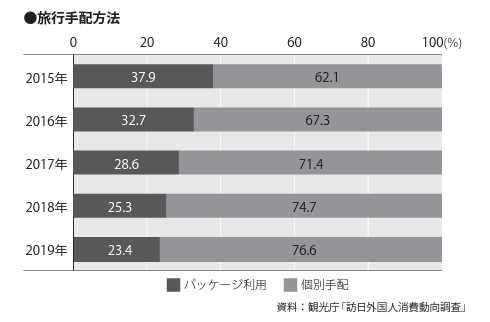 ●旅行手配方法
0 20 40 60 80 100(%)
2015年 37.9 62.1
2016年 32.7 67.3
2017年 28.6 71.4
2018年 25.3 74.7
2019年 23.4 76.6
パッケージ利用 個別手配
資料：観光庁｢訪日外国人消費動向調査｣